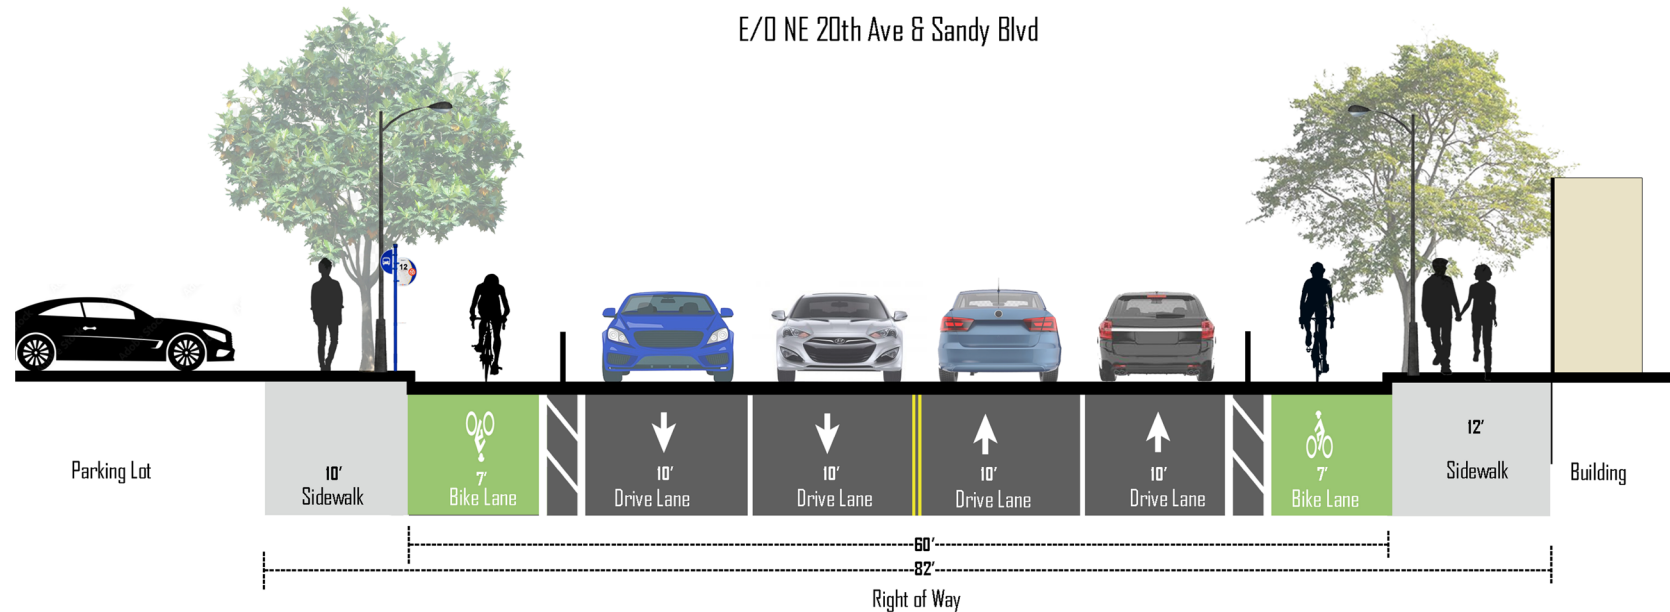 E/O NE 20th Ave & Sandy Blvd
12
Parking Lot
10'
Sidewalk
7'
Bike Lane
10'
Drive Lane
10'
Drive Lane
10'
Drive Lane
10'
Drive Lane
7'
Bike Lane
12'
Sidewalk
Building
60'
82'
Right of Way